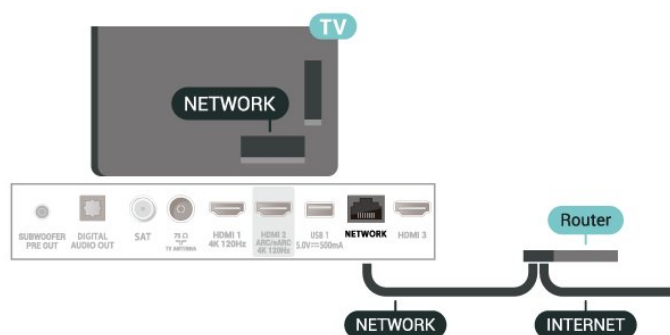 TV
NETWORK
SUBWOOFER
PRE OUT
DIGITAL
AUDIO OUT
SAT
75 Ω
TV ANTENNA
HDMI 1
4K 120Hz
HDMI 2
ARC/eARC
4K 120Hz
USB 1
5.0V⎓500mA
NETWORK
HDMI 3
Router
NETWORK
INTERNET